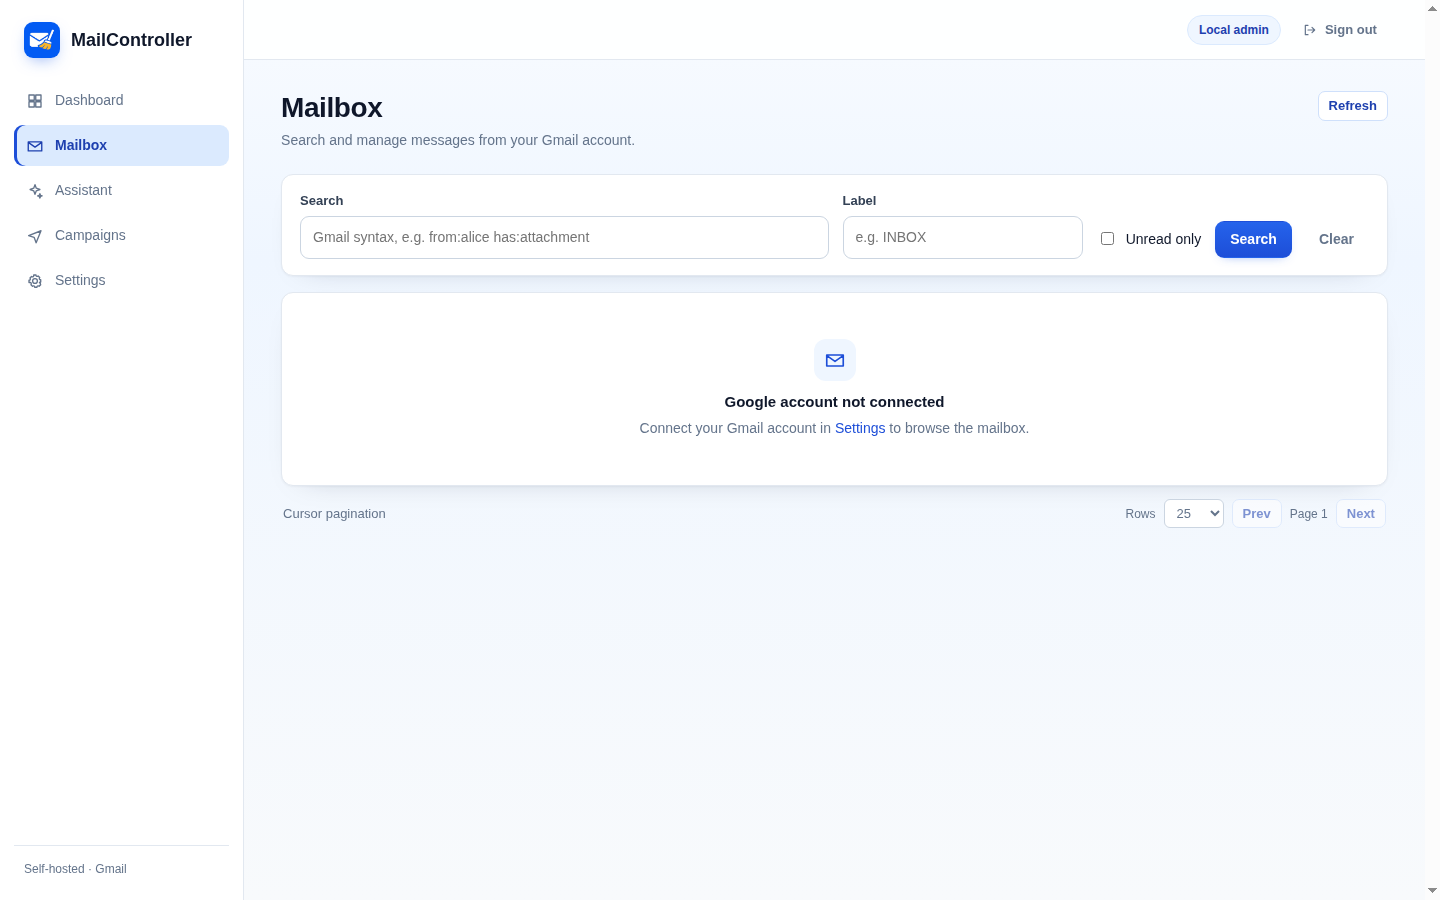 MailController
Dashboard
Mailbox
Assistant
Campaigns
Settings
Self-hosted · Gmail
Local admin
Sign out
Mailbox
Refresh
Search and manage messages from your Gmail account.
Search
Label
Gmail syntax, e.g. from:alice has:attachment
e.g. INBOX
Unread only
Search
Clear
Google account not connected
Connect your Gmail account in Settings to browse the mailbox.
Cursor pagination
Rows
25
Prev
Page 1
Next